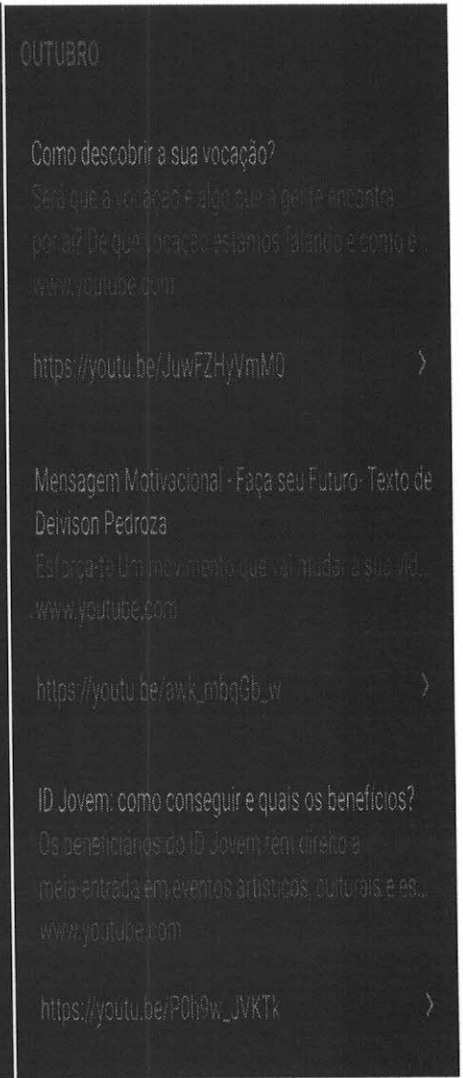 OUTUBRO
Como descobrir a sua vocação?
Será que a vocação é algo que a gente encontra
por aí? De que vocação estamos falando e como é...
www.youtube.com
https://youtu.be/JuwFZHyVmM0
Mensagem Motivacional - Faça seu Futuro- Texto de
Deivison Pedroza
Esforça-te Um movimento que vai mudar a sua vid...
www.youtube.com
https://youtu.be/awk_mbqGb_w
ID Jovem: como conseguir e quais os benefícios?
Os beneficiários do ID Jovem tem direito a
meia-entrada em eventos artísticos, culturais e es...
www.youtube.com
https://youtu.be/P0h9w_JVKTk